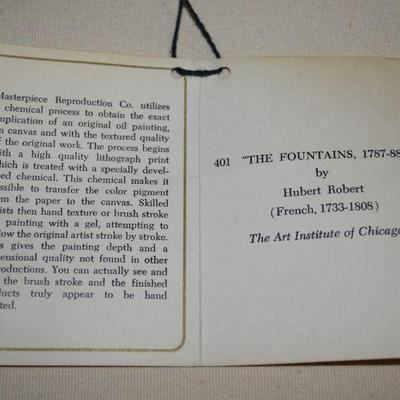 Masterpiece Reproduction Co. utilizes
chemical process to obtain the exact
uplication of an original oil painting,
n canvas and with the textured quality
f the original work. The process begins
ith a high quality lithograph print
hich is treated with a specially devel-
ped chemical. This chemical makes it
ssible to transfer the color pigment
om the paper to the canvas. Skilled
ists then hand texture or brush stroke
painting with a gel, attempting to
low the original artist stroke by stroke.
s gives the painting depth and a
ensional quality not found in other
roductions. You can actually see and
the brush stroke and the finished
ducts truly appear to be hand
ted.
401 "THE FOUNTAINS, 1787-88
by
Hubert Robert
(French, 1733-1808)
The Art Institute of Chicago